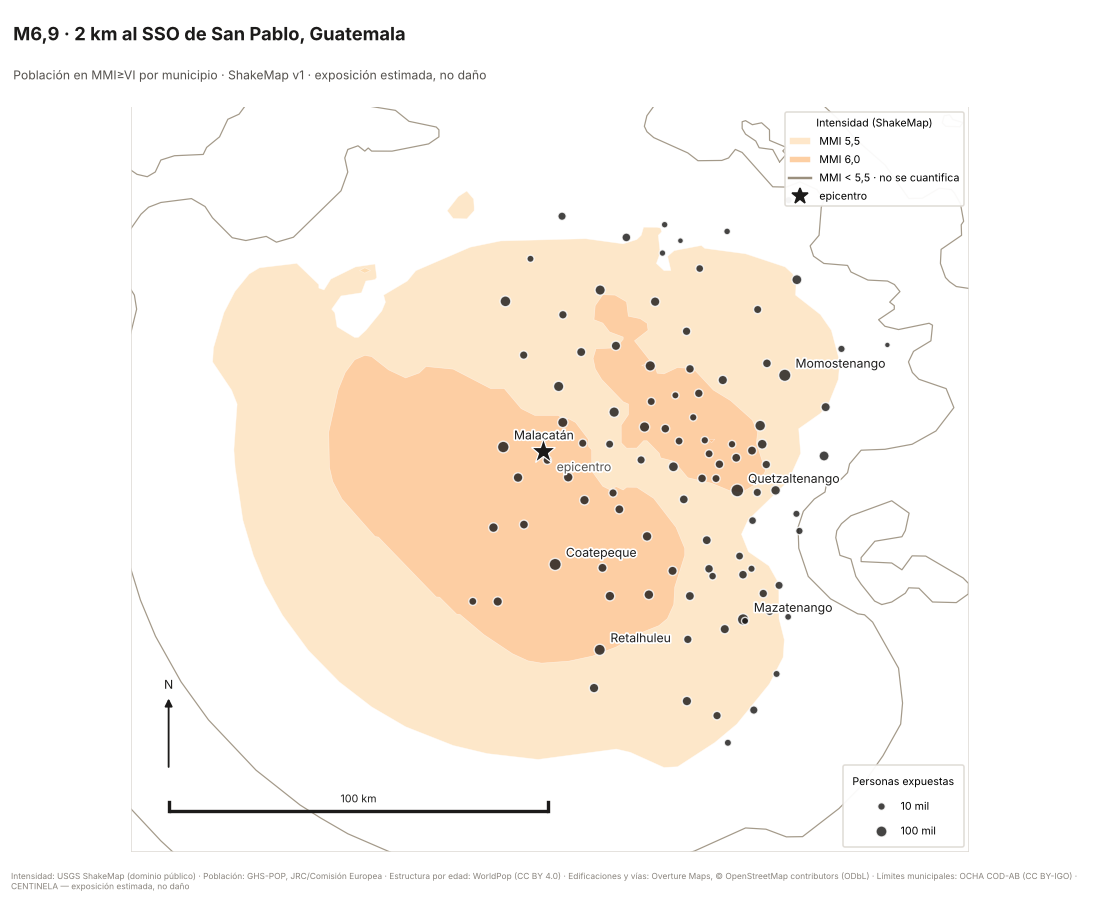 M6,9 · 2 km al SSO de San Pablo, Guatemala
Población en MMI≥VI por municipio · ShakeMap v1 · exposición estimada, no daño
Intensidad (ShakeMap)
MMI 5,5
MMI 6,0
MMI < 5,5 · no se cuantifica
epicentro
Momostenango
Malacatán
epicentro
Quetzaltenango
Coatepeque
Mazatenango
Retalhuleu
N
100 km
Personas expuestas
10 mil
100 mil
Intensidad: USGS ShakeMap (dominio público) · Población: GHS-POP, JRC/Comisión Europea · Estructura por edad: WorldPop (CC BY 4.0) · Edificaciones y vías: Overture Maps, © OpenStreetMap contributors (ODbL) · Límites municipales: OCHA COD-AB (CC BY-IGO) ·
CENTINELA — exposición estimada, no daño